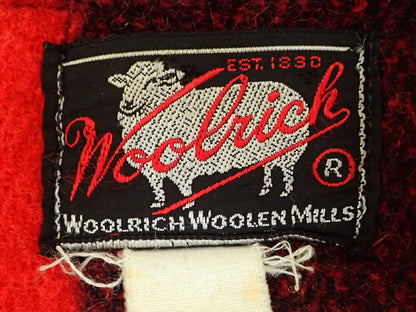 EST. 1830
Woolrich
®
WOOLRICH WOOLEN MILLS